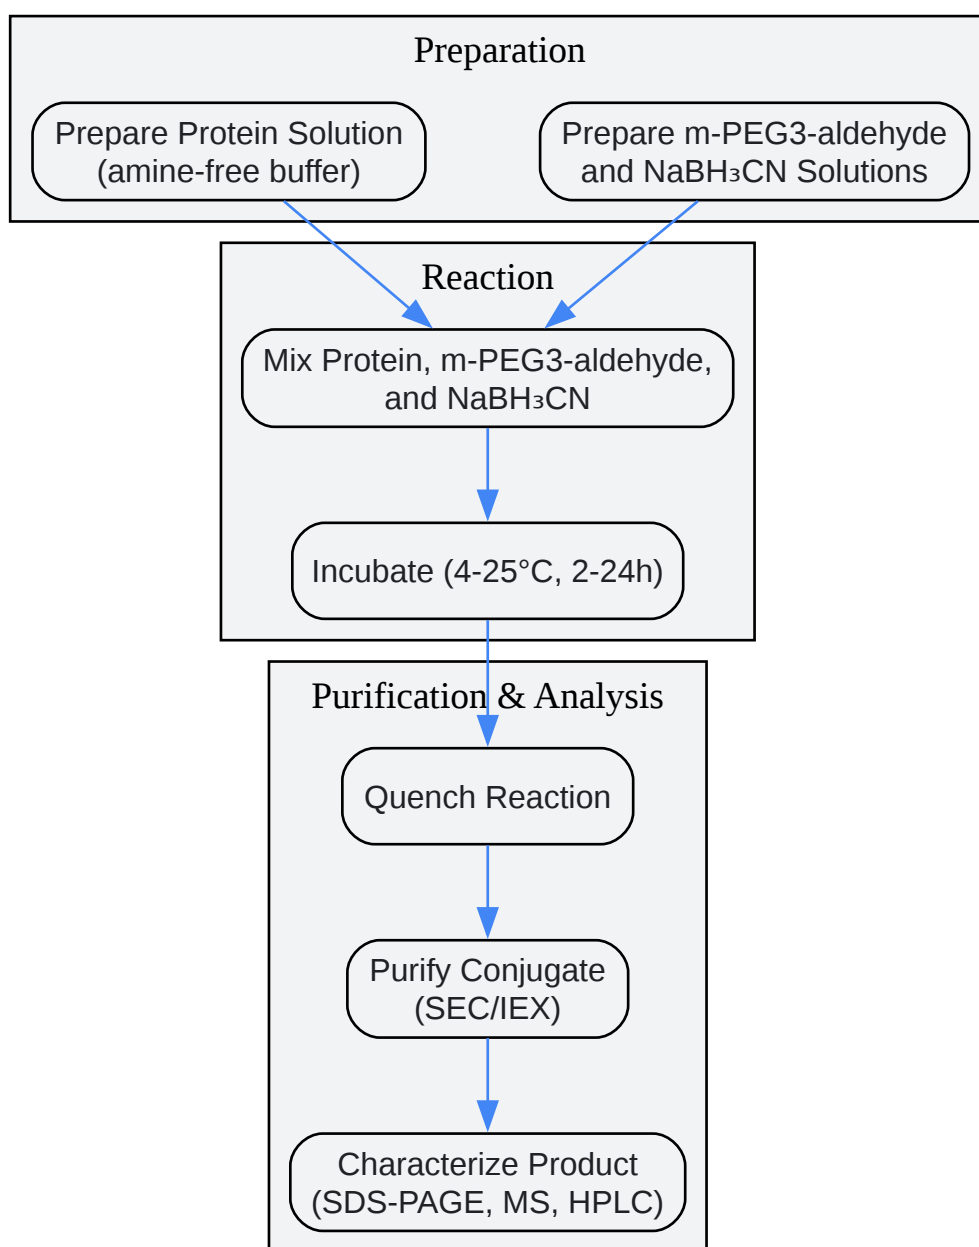 Preparation
Prepare Protein Solution
(amine-free buffer)
Prepare m-PEG3-aldehyde
and NaBH₃CN Solutions
Reaction
Mix Protein, m-PEG3-aldehyde,
and NaBH₃CN
Incubate (4-25°C, 2-24h)
Purification & Analysis
Quench Reaction
Purify Conjugate
(SEC/IEX)
Characterize Product
(SDS-PAGE, MS, HPLC)